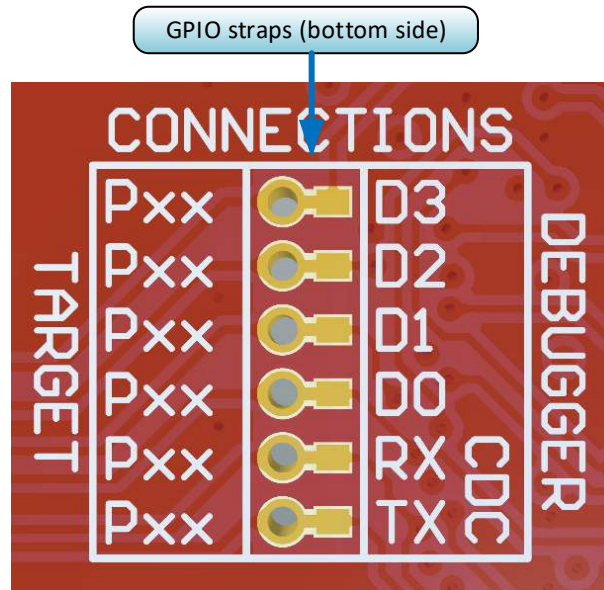 GPIO straps (bottom side)
CONNECTIONS
TARGET
DEBUGGER
Pxx D3
Pxx D2
Pxx D1
Pxx D0
Pxx RX
Pxx TX
CDC